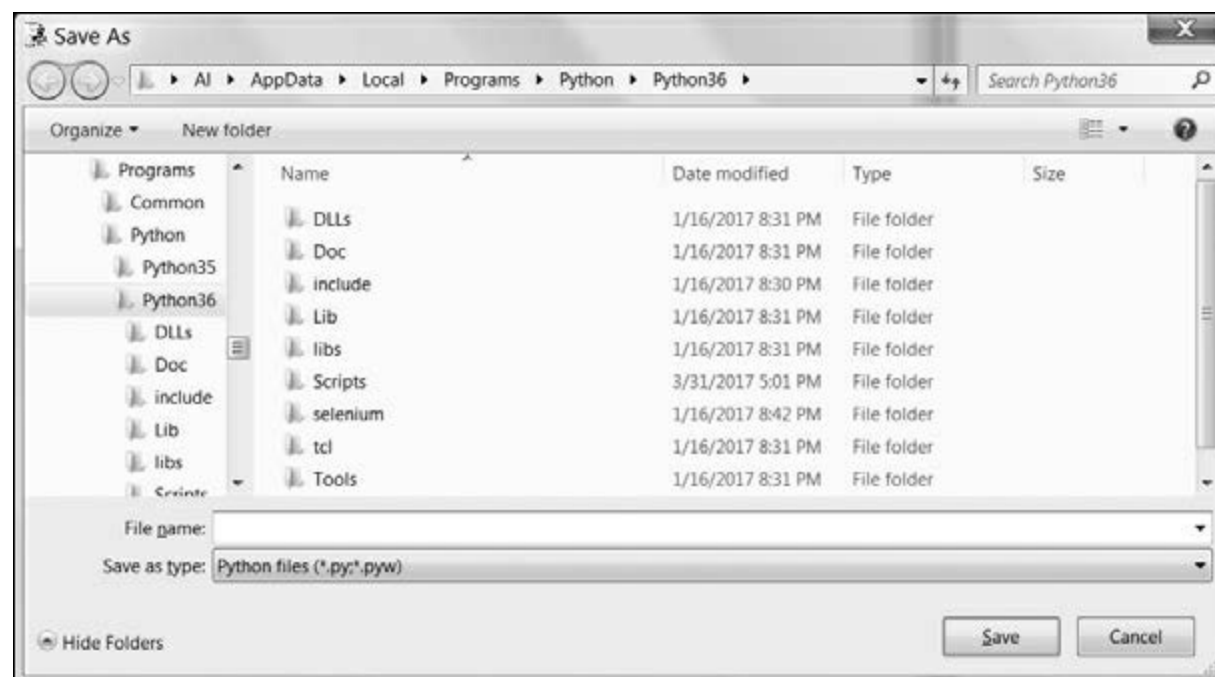 Save As
Al AppData Local Programs Python Python36 Search Python36
Organize New folder
Programs
Common
Python
Python35
Python36
DLLs
Doc
include
Lib
libs
Scripts
Name Date modified Type Size
DLLs 1/16/2017 8:31 PM File folder
Doc 1/16/2017 8:31 PM File folder
include 1/16/2017 8:30 PM File folder
Lib 1/16/2017 8:31 PM File folder
libs 1/16/2017 8:31 PM File folder
Scripts 3/31/2017 5:01 PM File folder
selenium 1/16/2017 8:42 PM File folder
tcl 1/16/2017 8:31 PM File folder
Tools 1/16/2017 8:31 PM File folder
File name:
Save as type: Python files (*.py;*.pyw)
Hide Folders Save Cancel